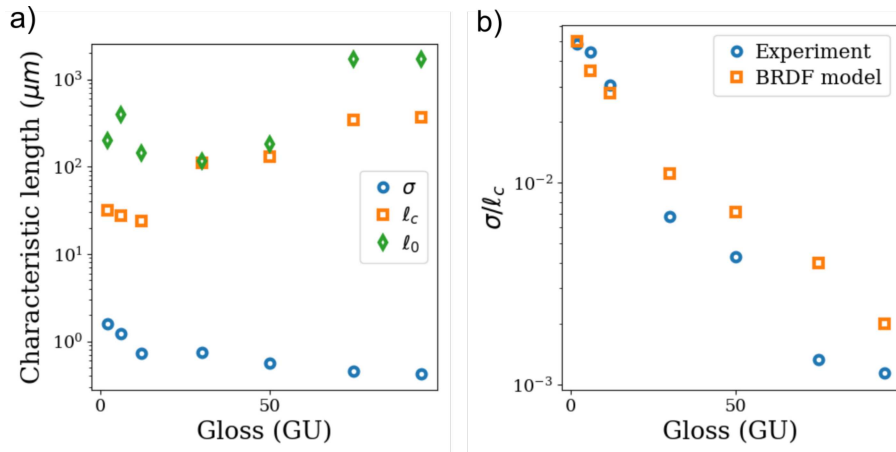 a)
Characteristic length (μm)
10³
10²
10¹
10⁰
σ
ℓc
ℓ0
0
50
Gloss (GU)
b)
σ/ℓc
10⁻²
10⁻³
Experiment
BRDF model
0
50
Gloss (GU)